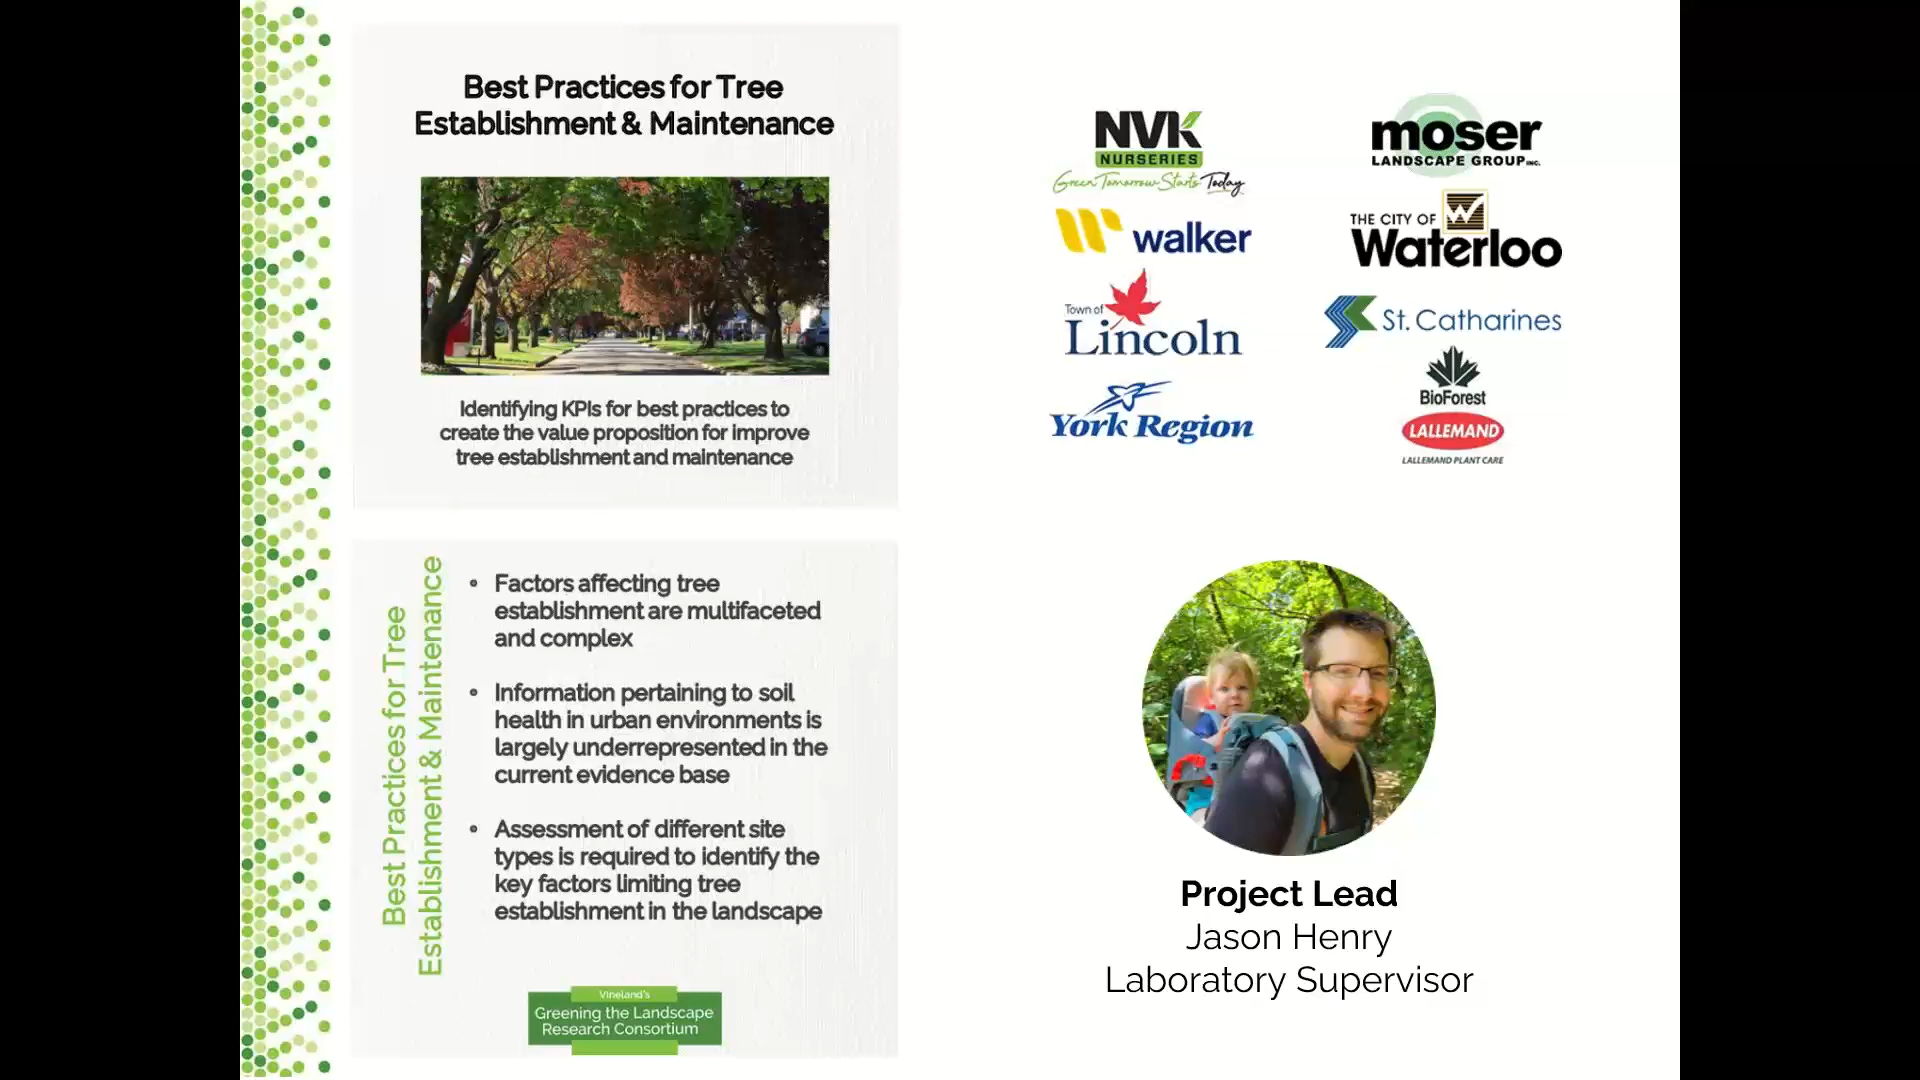 Best Practices for Tree
Establishment & Maintenance
Identifying KPIs for best practices to
create the value proposition for improve
tree establishment and maintenance
Best Practices for Tree
Establishment & Maintenance
• Factors affecting tree
establishment are multifaceted
and complex
• Information pertaining to soil
health in urban environments is
largely underrepresented in the
current evidence base
• Assessment of different site
types is required to identify the
key factors limiting tree
establishment in the landscape
Vineland's
Greening the Landscape
Research Consortium
NVK
NURSERIES
Green Tomorrow Starts Today
moser
LANDSCAPE GROUP INC.
walker
THE CITY OF
Waterloo
Town of
Lincoln
St. Catharines
York Region
BioForest
LALLEMAND
LALLEMAND PLANT CARE
Project Lead
Jason Henry
Laboratory Supervisor